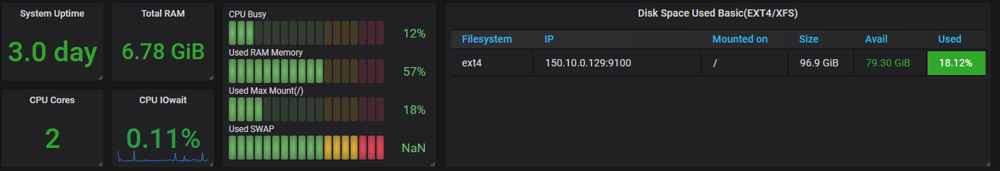 System Uptime
3.0 day
Total RAM
6.78 GiB
CPU Cores
2
CPU IOwait
0.11%
CPU Busy
12%
Used RAM Memory
57%
Used Max Mount(/)
18%
Used SWAP
NaN
Disk Space Used Basic(EXT4/XFS)
Filesystem IP Mounted on Size Avail Used
ext4 150.10.0.129:9100 / 96.9 GiB 79.30 GiB 18.12%